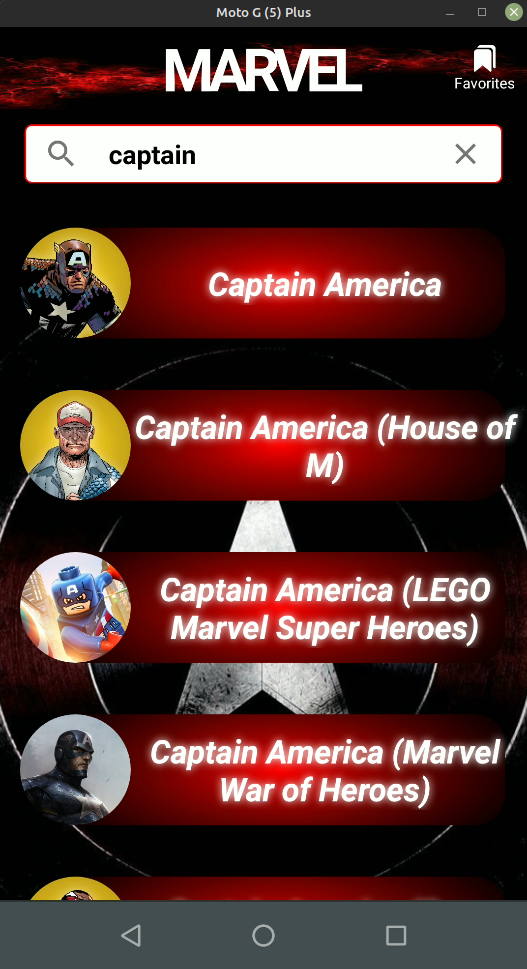 Moto G (5) Plus
MARVEL
Favorites
captain
Captain America
Captain America (House of
M)
Captain America (LEGO
Marvel Super Heroes)
Captain America (Marvel
War of Heroes)